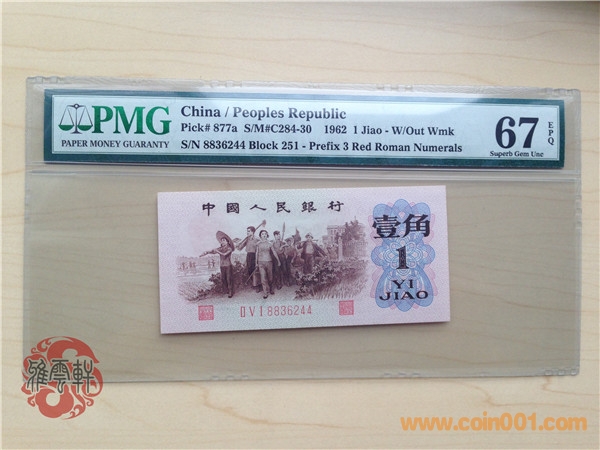 PMG
PAPER MONEY GUARANTY
China / Peoples Republic
Pick# 877a S/M#C284-30 1962 1 Jiao - W/Out Wmk
S/N 8836244 Block 251 - Prefix 3 Red Roman Numerals
67
EPQ
Superb Gem Unc
中國人民銀行
壹角
1
YI
JIAO
II V I 8836244
雅雲軒
www.coin001.com